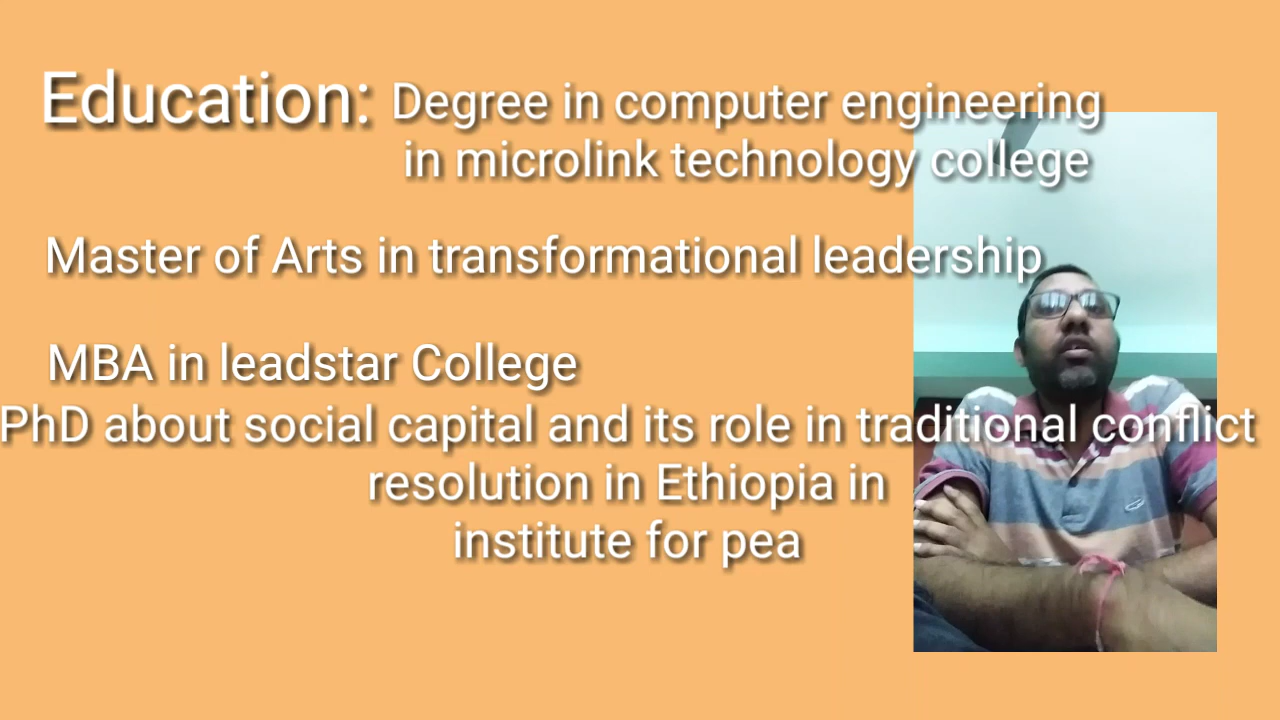 Education: Degree in computer engineering
in microlink technology college
Master of Arts in transformational leadership
MBA in leadstar College
PhD about social capital and its role in traditional conflict
resolution in Ethiopia in
institute for pea